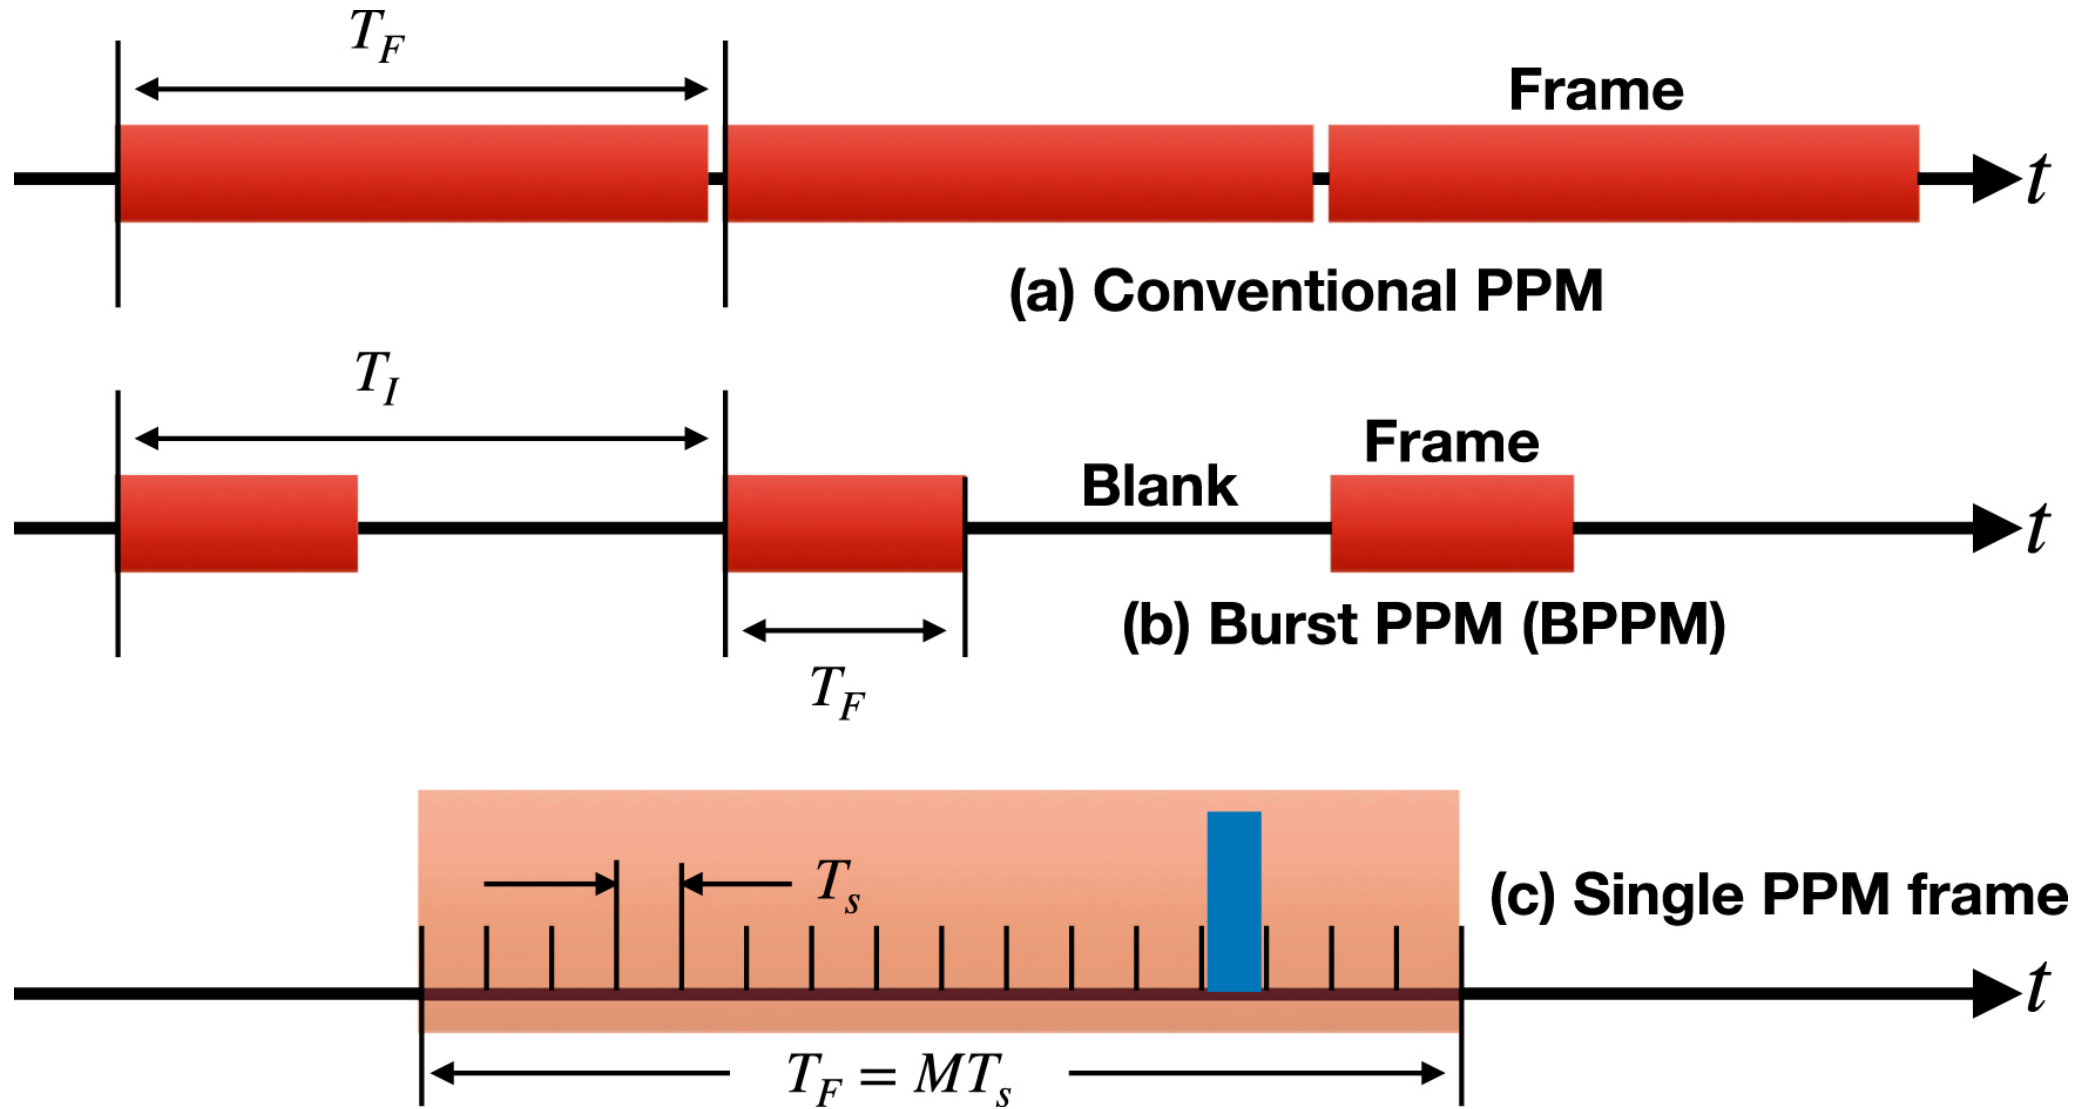 T_F
Frame
t
(a) Conventional PPM
T_I
Frame
Blank
t
(b) Burst PPM (BPPM)
T_F
T_s
(c) Single PPM frame
t
T_F = MT_s